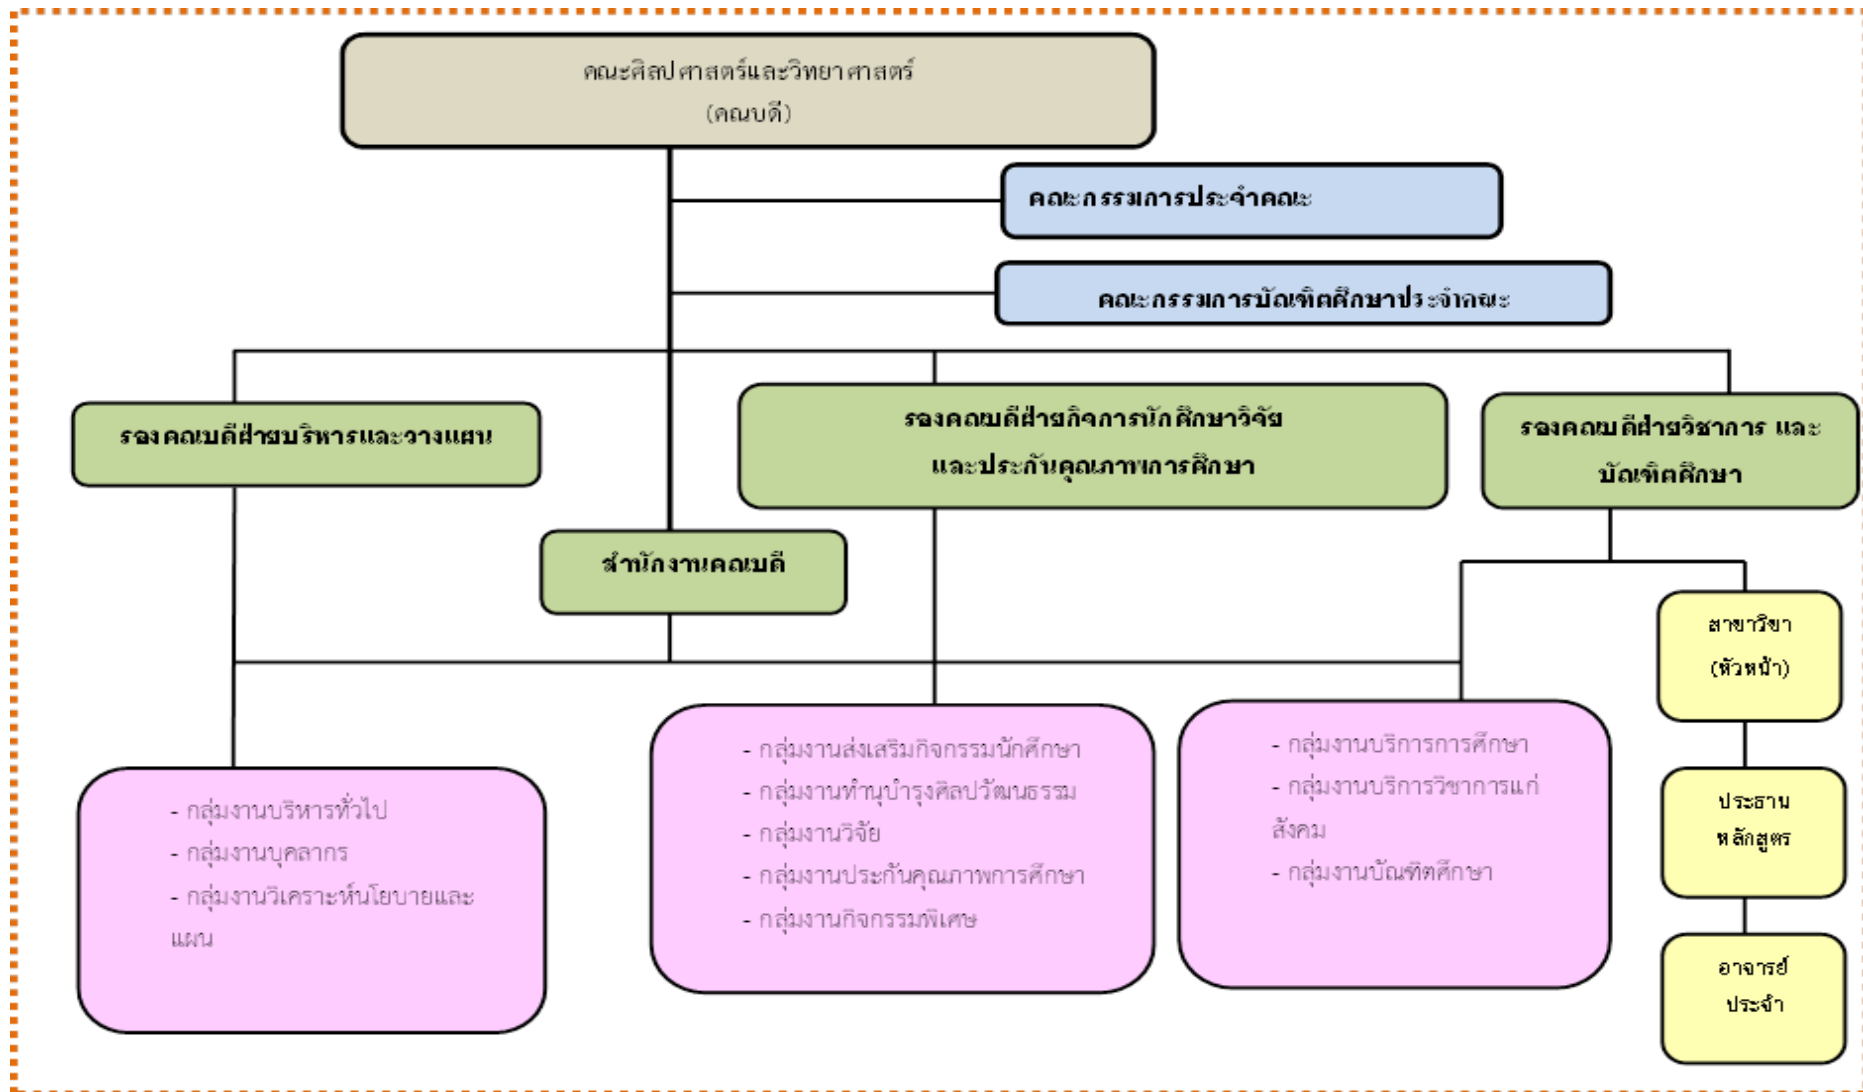 คณะศิลปศาสตร์และวิทยาศาสตร์
(คณบดี)
คณะกรรมการประจำคณะ
คณะกรรมการบัณฑิตศึกษาประจำคณะ
รองคณบดีฝ่ายบริหารและวางแผน
รองคณบดีฝ่ายกิจการนักศึกษาวิจัย
และประกันคุณภาพการศึกษา
รองคณบดีฝ่ายวิชาการ และ
บัณฑิตศึกษา
สำนักงานคณบดี
สาขาวิชา
(หัวหน้า)
- กลุ่มงานบริหารทั่วไป
- กลุ่มงานบุคลากร
- กลุ่มงานวิเคราะห์นโยบายและ
แผน
- กลุ่มงานส่งเสริมกิจกรรมนักศึกษา
- กลุ่มงานทำนุบำรุงศิลปวัฒนธรรม
- กลุ่มงานวิจัย
- กลุ่มงานประกันคุณภาพการศึกษา
- กลุ่มงานกิจกรรมพิเศษ
- กลุ่มงานบริการการศึกษา
- กลุ่มงานบริการวิชาการแก่
สังคม
- กลุ่มงานบัณฑิตศึกษา
ประธาน
หลักสูตร
อาจารย์
ประจำ